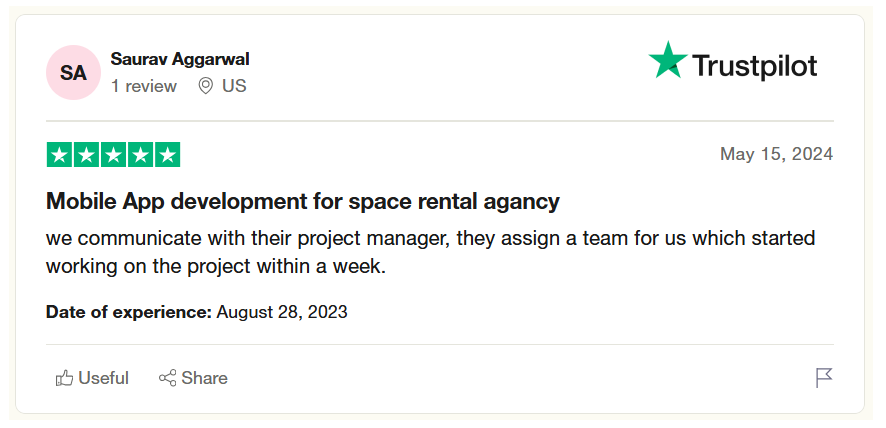 SA
Saurav Aggarwal
1 review US
Trustpilot
May 15, 2024
Mobile App development for space rental agancy
we communicate with their project manager, they assign a team for us which started
working on the project within a week.
Date of experience: August 28, 2023
Useful Share